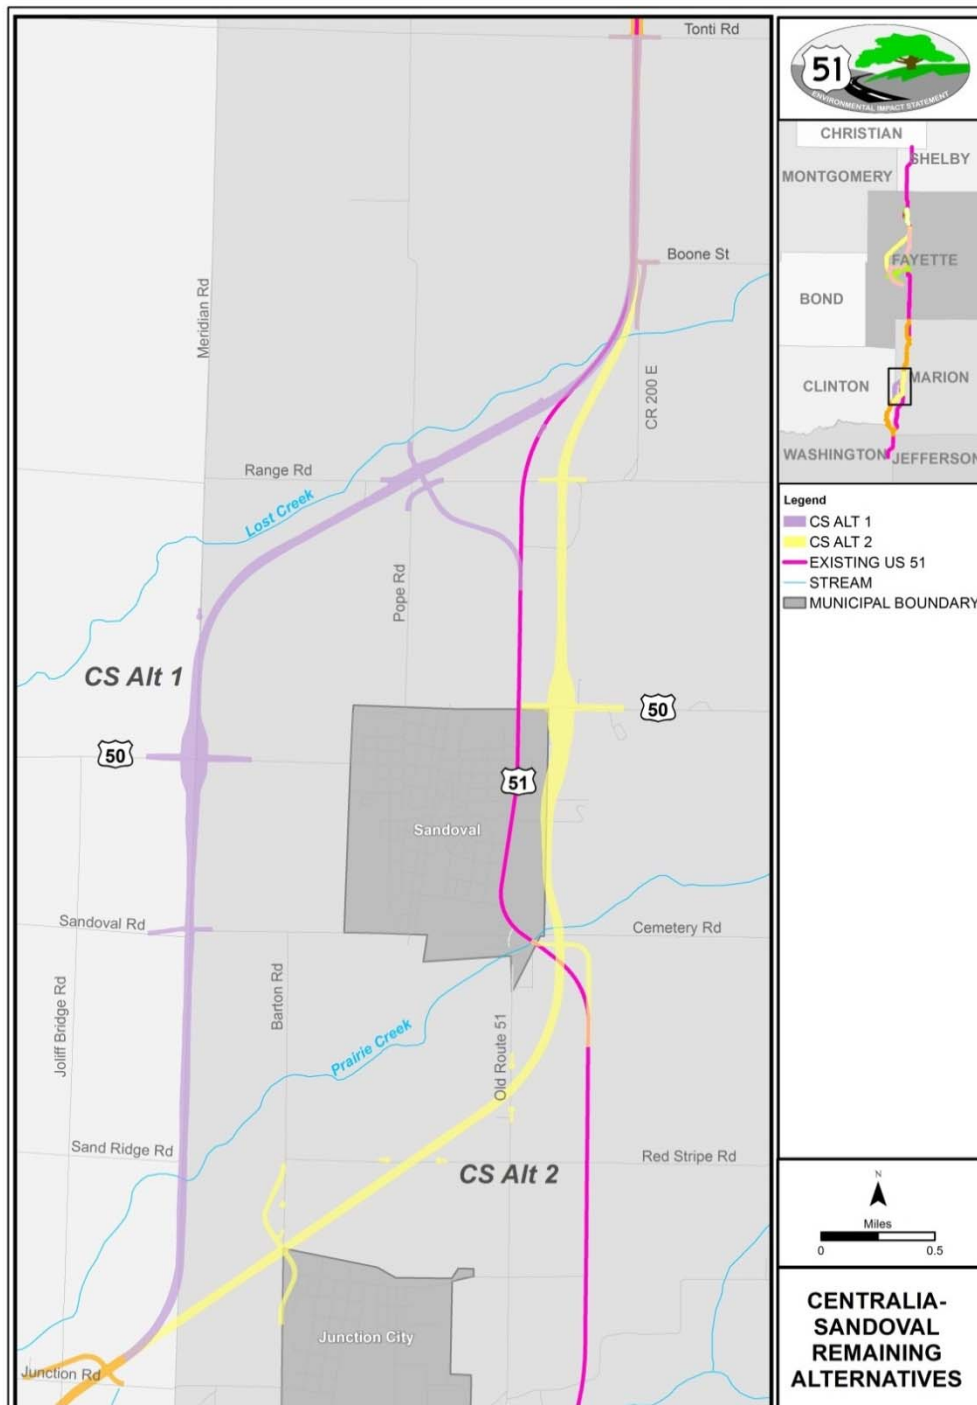 Tonti Rd
Boone St
Meridian Rd
CR 200 E
Range Rd
Lost Creek
Pope Rd
CS Alt 1
50
50
51
Sandoval
Sandoval Rd
Cemetery Rd
Joliff Bridge Rd
Barton Rd
Prairie Creek
Old Route 51
Sand Ridge Rd
Red Stripe Rd
CS Alt 2
Junction City
Junction Rd
51
ENVIRONMENTAL IMPACT STATEMENT
CHRISTIAN
SHELBY
MONTGOMERY
FAYETTE
BOND
CLINTON
MARION
WASHINGTON
JEFFERSON
Legend
CS ALT 1
CS ALT 2
EXISTING US 51
STREAM
MUNICIPAL BOUNDARY
N
Miles
0 0.5
CENTRALIA-
SANDOVAL
REMAINING
ALTERNATIVES